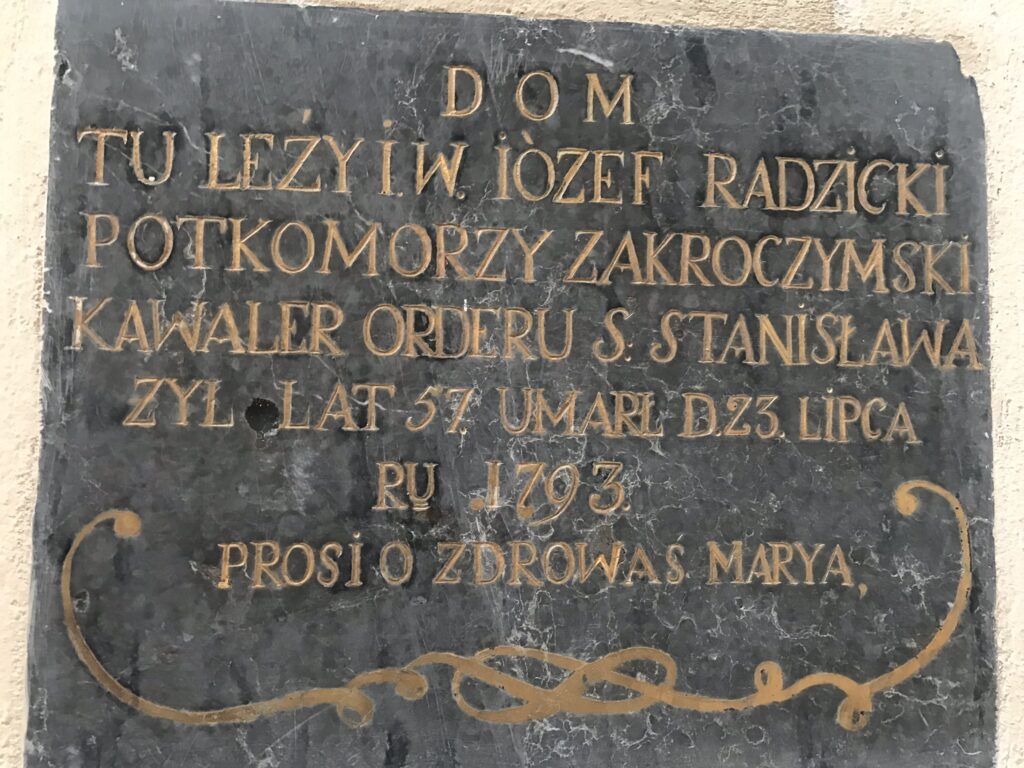 D O M
TU LEŻY I.W. IÒZEF RADZICKI
POTKOMORZY ZAKROCZYMSKI
KAWALER ORDERU S. STANISŁAWA
ZYL LAT 57. UMARŁ D.23. LIPCA
RU .1793.
PROSI O ZDROWAS MARYA,